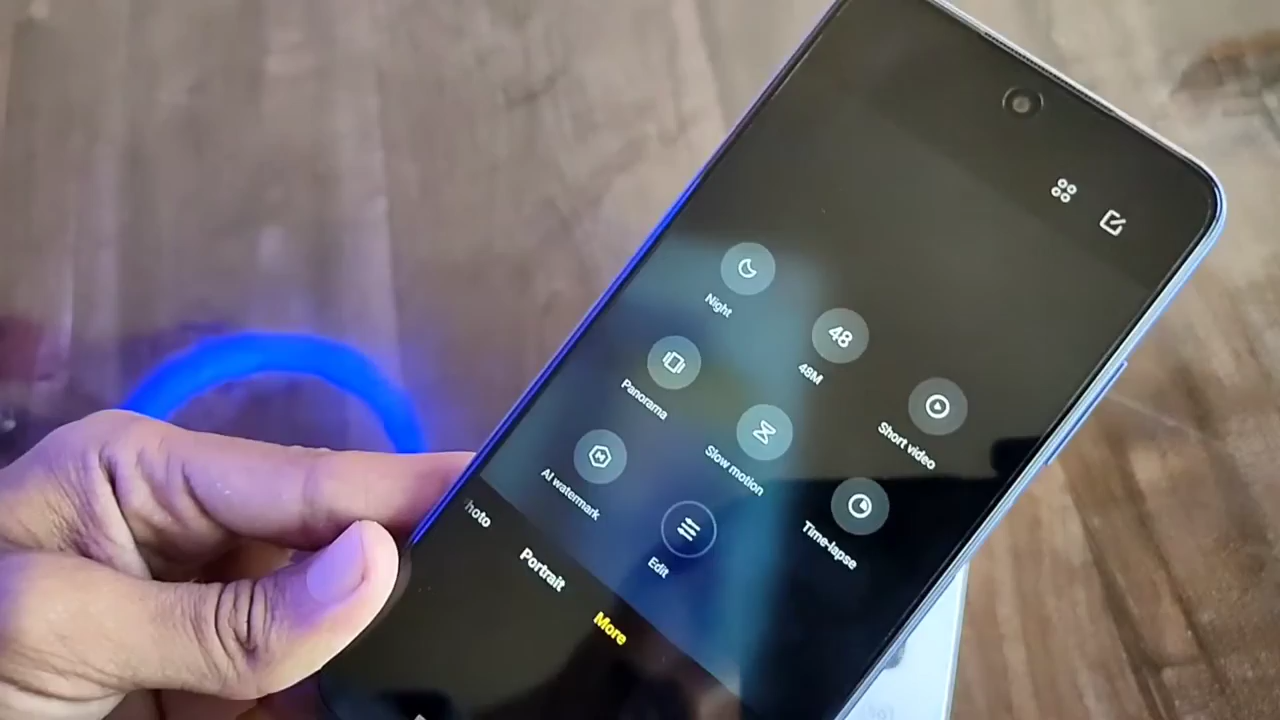 Night
48
48M
Short video
Panorama
Slow motion
Time-lapse
AI watermark
Edit
hoto
Portrait
More